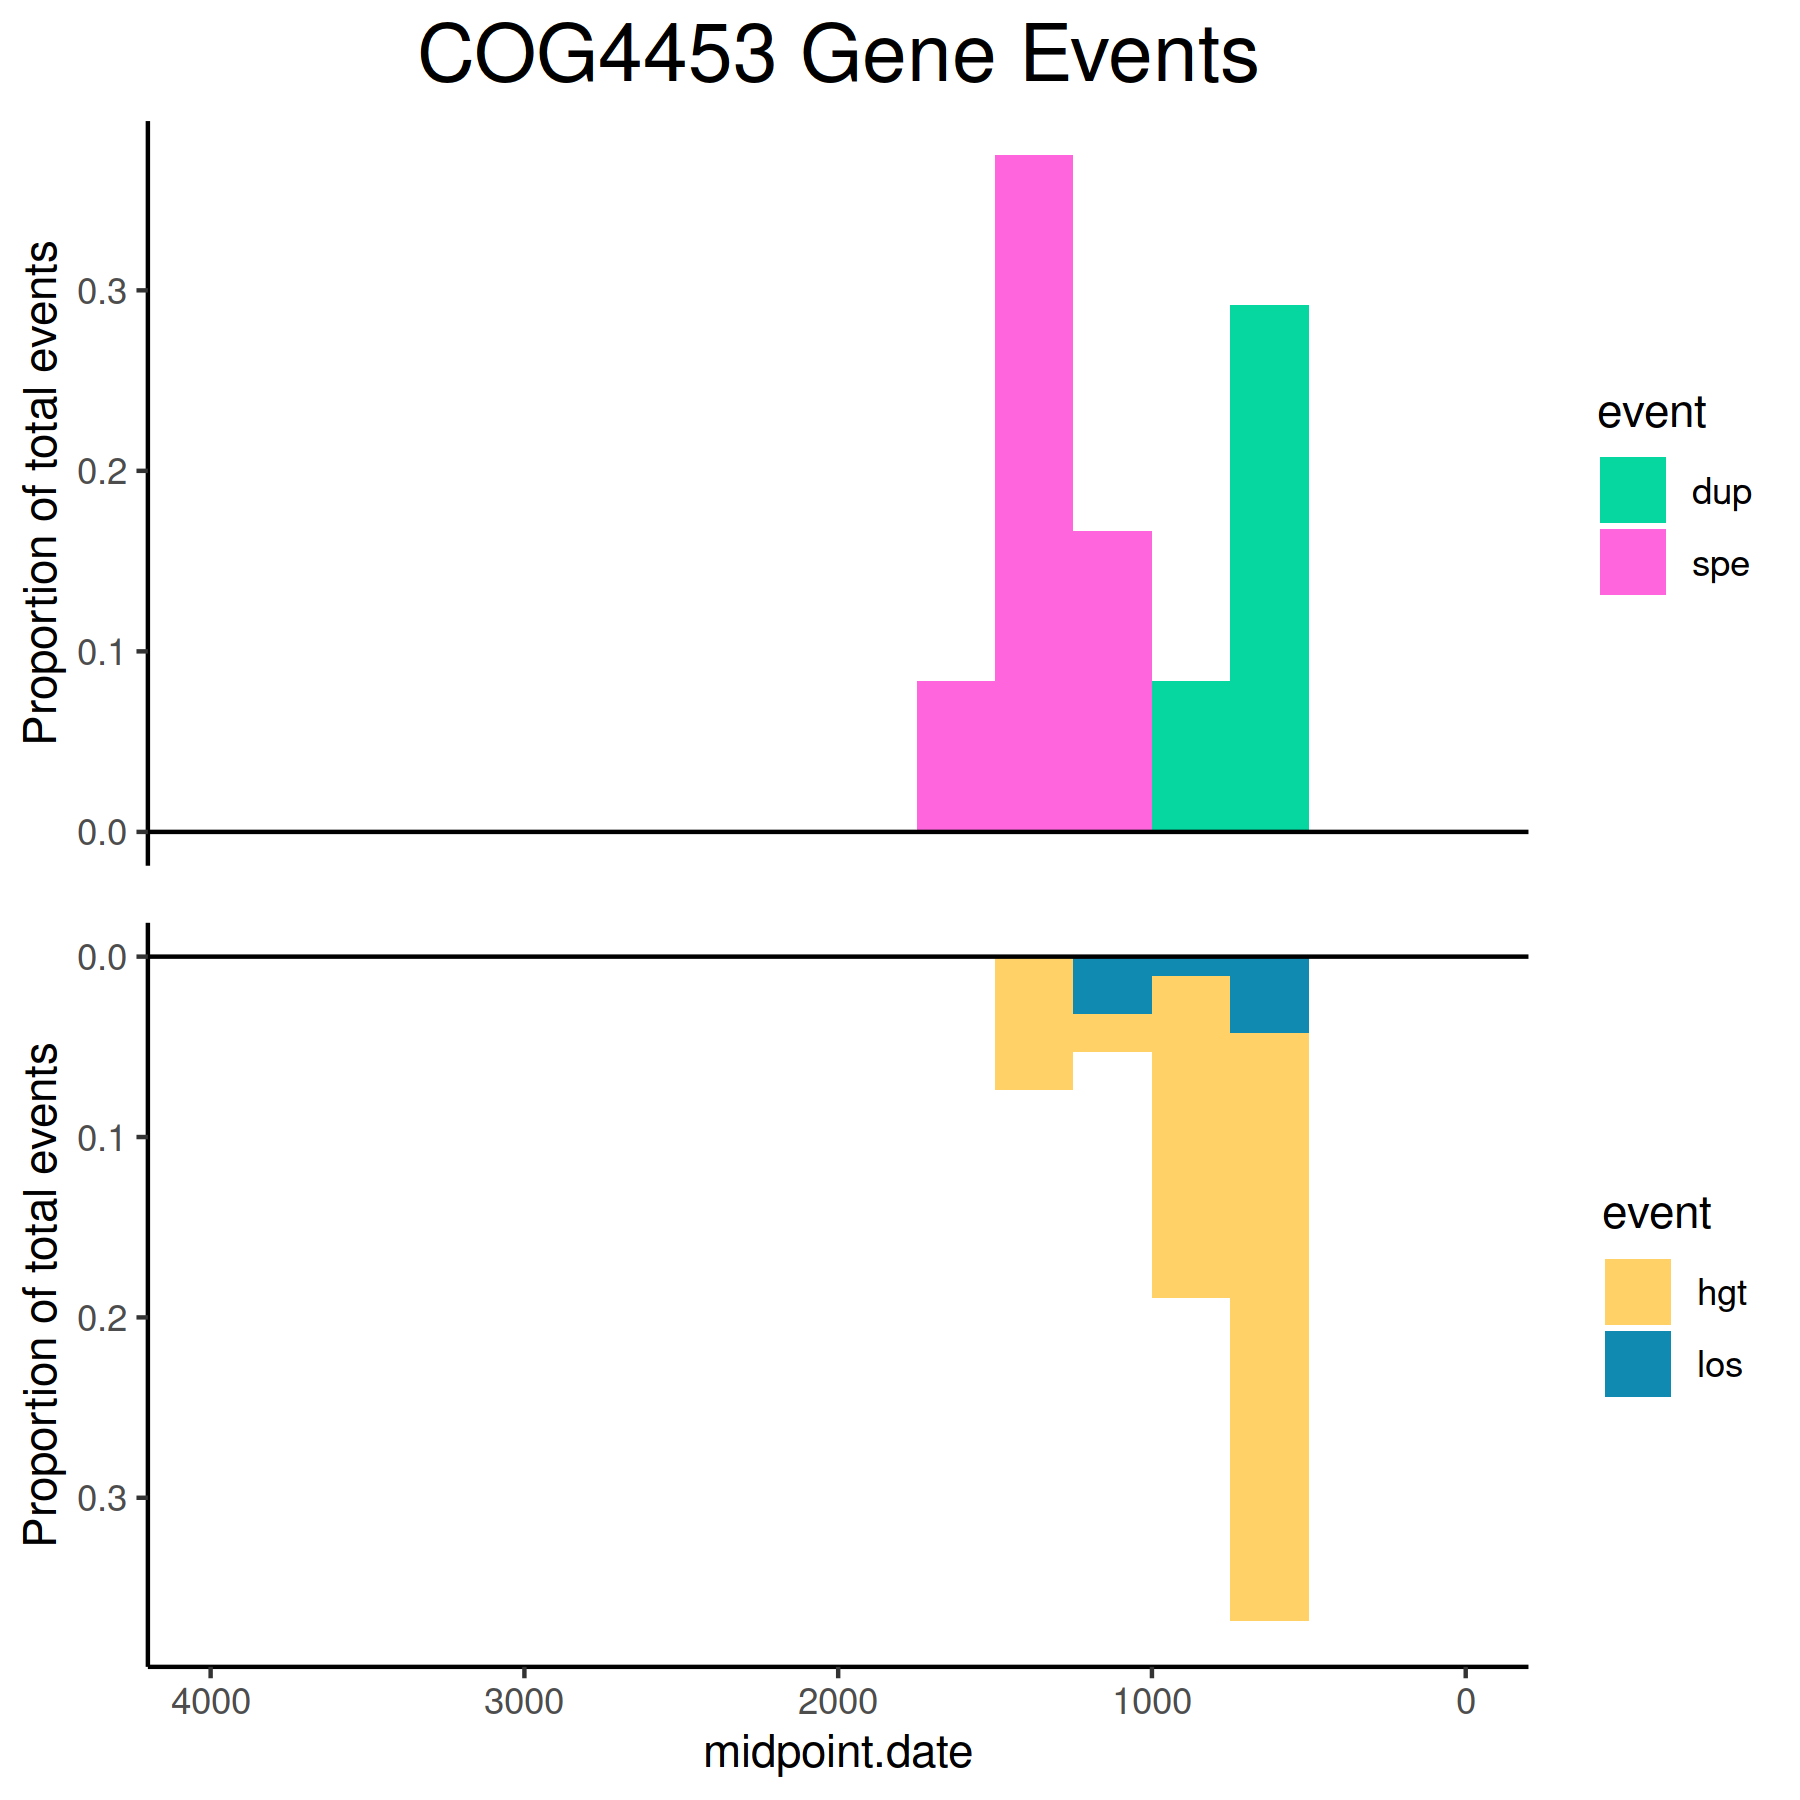 COG4453 Gene Events
Proportion of total events
0.3
0.2
0.1
0.0
event
dup
spe
Proportion of total events
0.0
0.1
0.2
0.3
event
hgt
los
4000 3000 2000 1000 0
midpoint.date